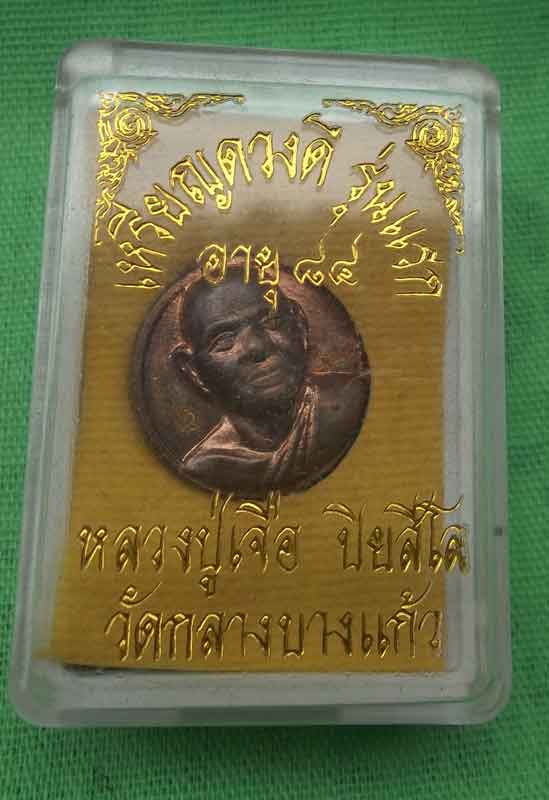 เหรียญดวงดี รุ่นแรก
อายุ ๘๔
หลวงปู่เจือ ปิยสีโล
วัดกลางบางแก้ว